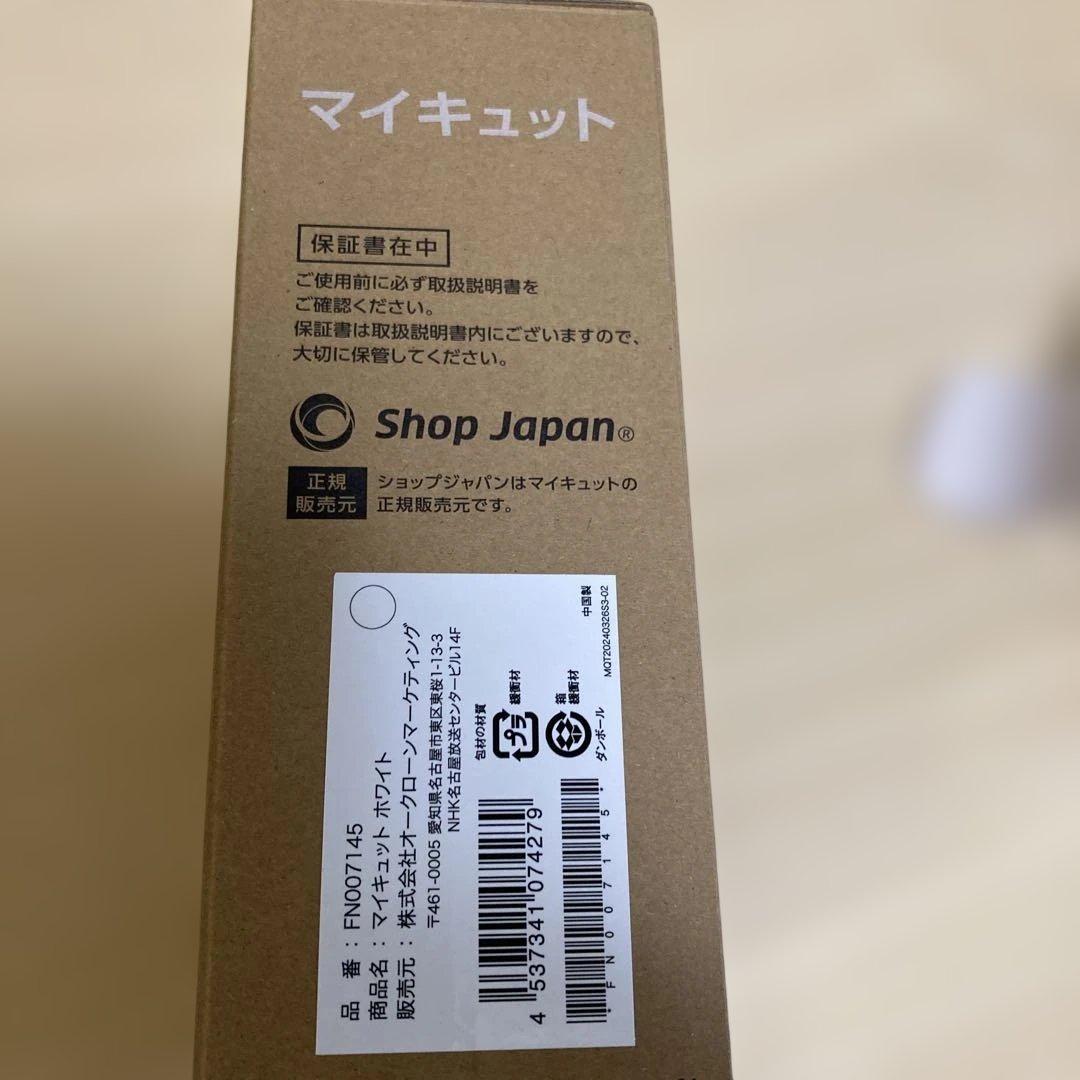 マイキュット
保証書在中
ご使用前に必ず取扱説明書を
ご確認ください。
保証書は取扱説明書内にございますので、
大切に保管してください。
Shop Japan®
正規
販売元
ショップジャパンはマイキュットの
正規販売元です。
品 番 : FN007145
商品名 : マイキュット ホワイト
販売元 : 株式会社オークローンマーケティング
〒461-0005 愛知県名古屋市東区東桜1-13-3
NHK名古屋放送センタービル14F
包材の材質
プラ
緩衝材
箱
緩衝材
ダンボール
中国製
MQT20240326S3-02
4 537341 074279
*FN007145*